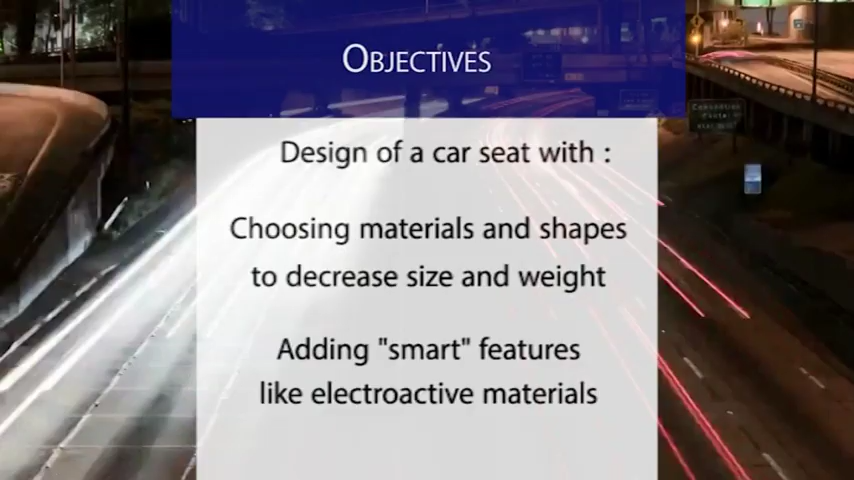 OBJECTIVES
Design of a car seat with :
Choosing materials and shapes
to decrease size and weight
Adding "smart" features
like electroactive materials